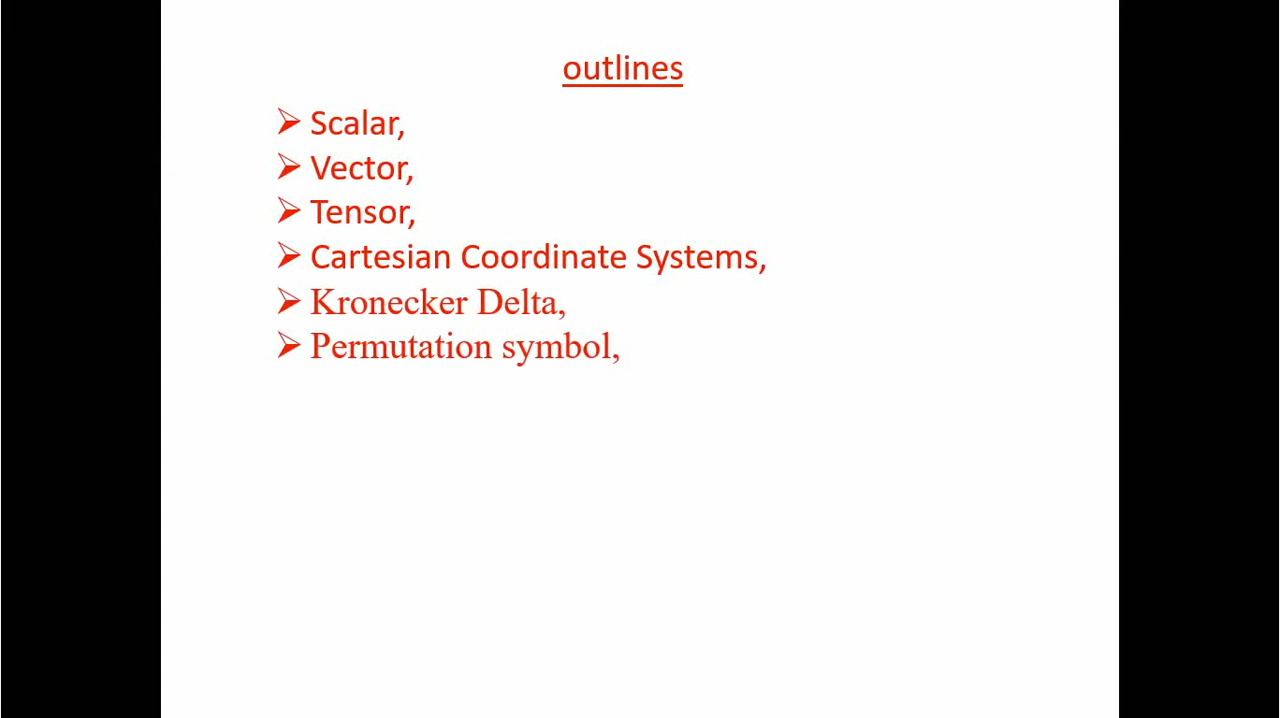 outlines
➢ Scalar,
➢ Vector,
➢ Tensor,
➢ Cartesian Coordinate Systems,
➢ Kronecker Delta,
➢ Permutation symbol,